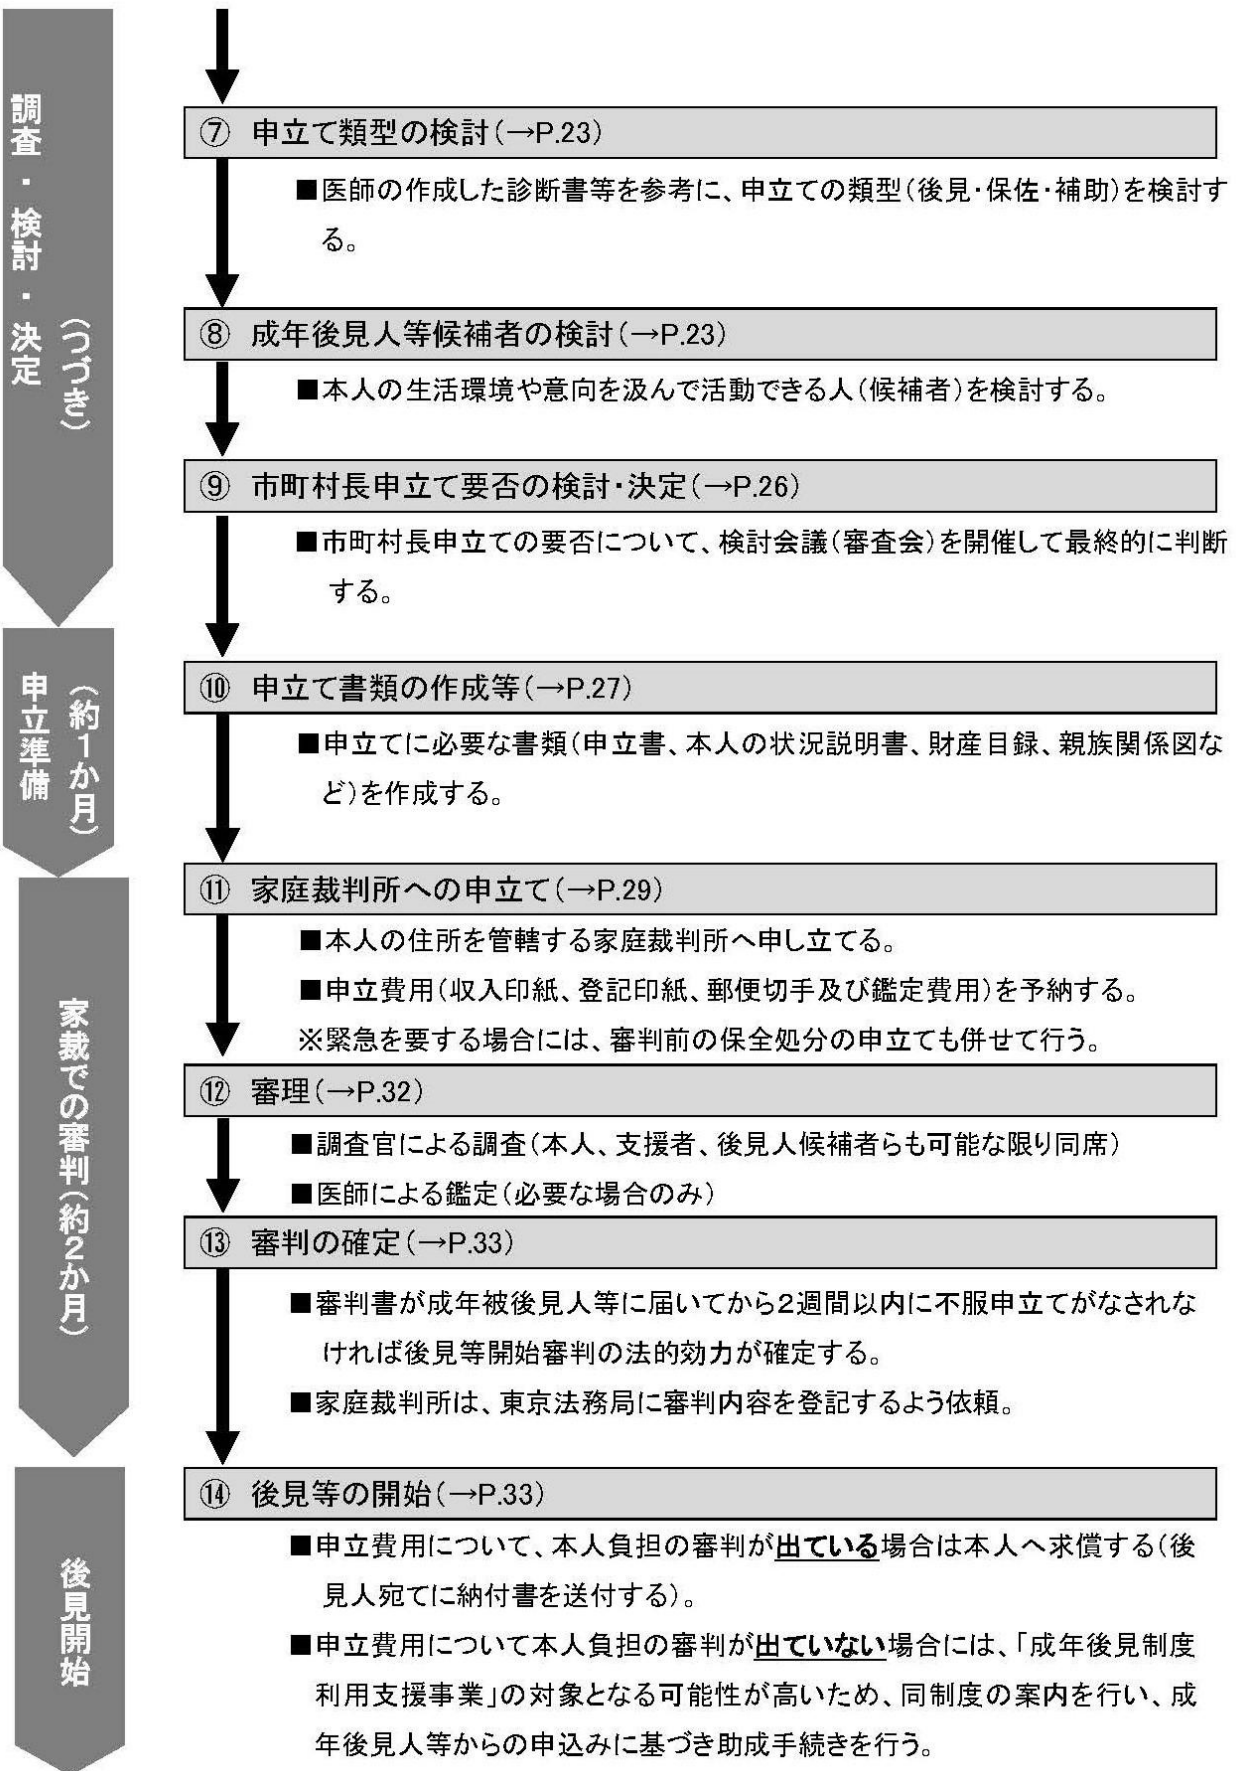 調査・検討・決定
(つづき)
⑦ 申立て類型の検討(→P.23)
■医師の作成した診断書等を参考に、申立ての類型(後見・保佐・補助)を検討す
る。
⑧ 成年後見人等候補者の検討(→P.23)
■本人の生活環境や意向を汲んで活動できる人(候補者)を検討する。
⑨ 市町村長申立て要否の検討・決定(→P.26)
■市町村長申立ての要否について、検討会議(審査会)を開催して最終的に判断
する。
申立準備
(約1か月)
⑩ 申立て書類の作成等(→P.27)
■申立てに必要な書類(申立書、本人の状況説明書、財産目録、親族関係図な
ど)を作成する。
家裁での審判(約2か月)
⑪ 家庭裁判所への申立て(→P.29)
■本人の住所を管轄する家庭裁判所へ申し立てる。
■申立費用(収入印紙、登記印紙、郵便切手及び鑑定費用)を予納する。
※緊急を要する場合には、審判前の保全処分の申立ても併せて行う。
⑫ 審理(→P.32)
■調査官による調査(本人、支援者、後見人候補者らも可能な限り同席)
■医師による鑑定(必要な場合のみ)
⑬ 審判の確定(→P.33)
■審判書が成年被後見人等に届いてから2週間以内に不服申立てがなされな
ければ後見等開始審判の法的効力が確定する。
■家庭裁判所は、東京法務局に審判内容を登記するよう依頼。
後見開始
⑭ 後見等の開始(→P.33)
■申立費用について、本人負担の審判が出ている場合は本人へ求償する(後
見人宛てに納付書を送付する)。
■申立費用について本人負担の審判が出ていない場合には、「成年後見制度
利用支援事業」の対象となる可能性が高いため、同制度の案内を行い、成
年後見人等からの申込みに基づき助成手続きを行う。